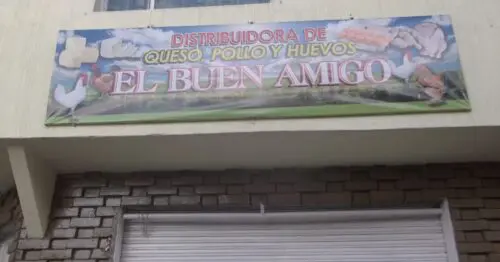 DISTRIBUIDORA DE
QUESO POLLO Y HUEVOS
EL BUEN AMIGO